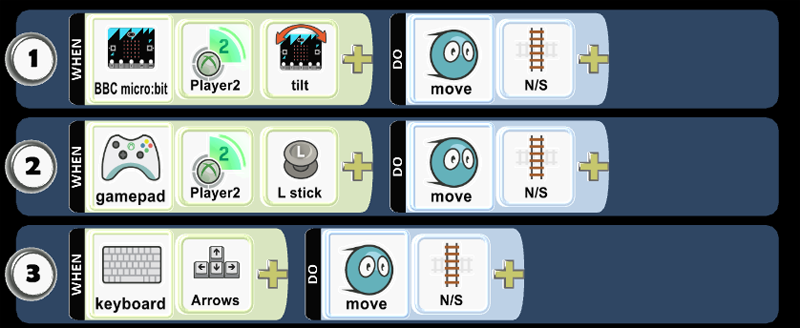 1 WHEN BBC micro:bit 2 Player2 tilt DO move N/S
2 WHEN gamepad 2 Player2 L L stick DO move N/S
3 WHEN keyboard Arrows DO move N/S